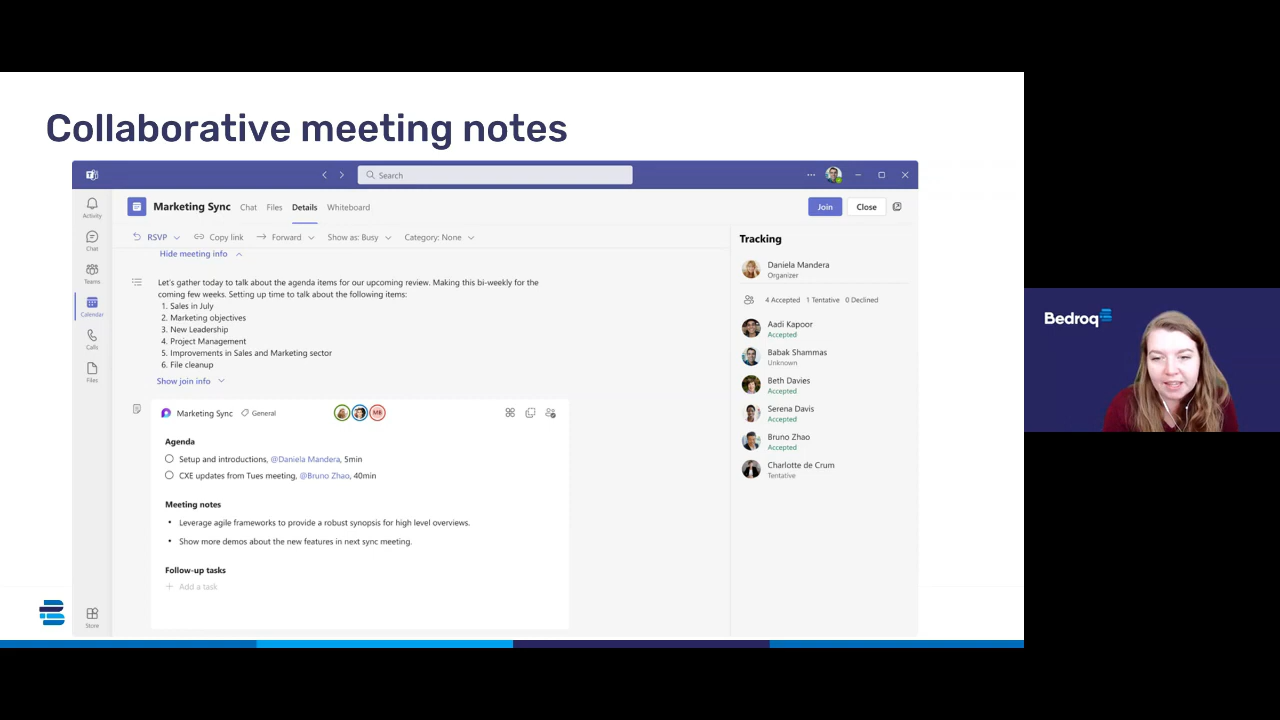 Collaborative meeting notes
Search
Activity
Chat
Teams
Calendar
Calls
Files
Store
Marketing Sync Chat Files Details Whiteboard
Join Close
RSVP Copy link Forward Show as: Busy Category: None
Hide meeting info
Let's gather today to talk about the agenda items for our upcoming review. Making this bi-weekly for the
coming few weeks. Setting up time to talk about the following items:
1. Sales in July
2. Marketing objectives
3. New Leadership
4. Project Management
5. Improvements in Sales and Marketing sector
6. File cleanup
Show join info
Marketing Sync General MB
Agenda
Setup and introductions, @Daniela Mandera, 5min
CXE updates from Tues meeting, @Bruno Zhao, 40min
Meeting notes
• Leverage agile frameworks to provide a robust synopsis for high level overviews.
• Show more demos about the new features in next sync meeting.
Follow-up tasks
+ Add a task
Tracking
Daniela Mandera
Organizer
4 Accepted 1 Tentative 0 Declined
Aadi Kapoor
Accepted
Babak Shammas
Unknown
Beth Davies
Accepted
Serena Davis
Accepted
Bruno Zhao
Accepted
Charlotte de Crum
Tentative
Bedroq